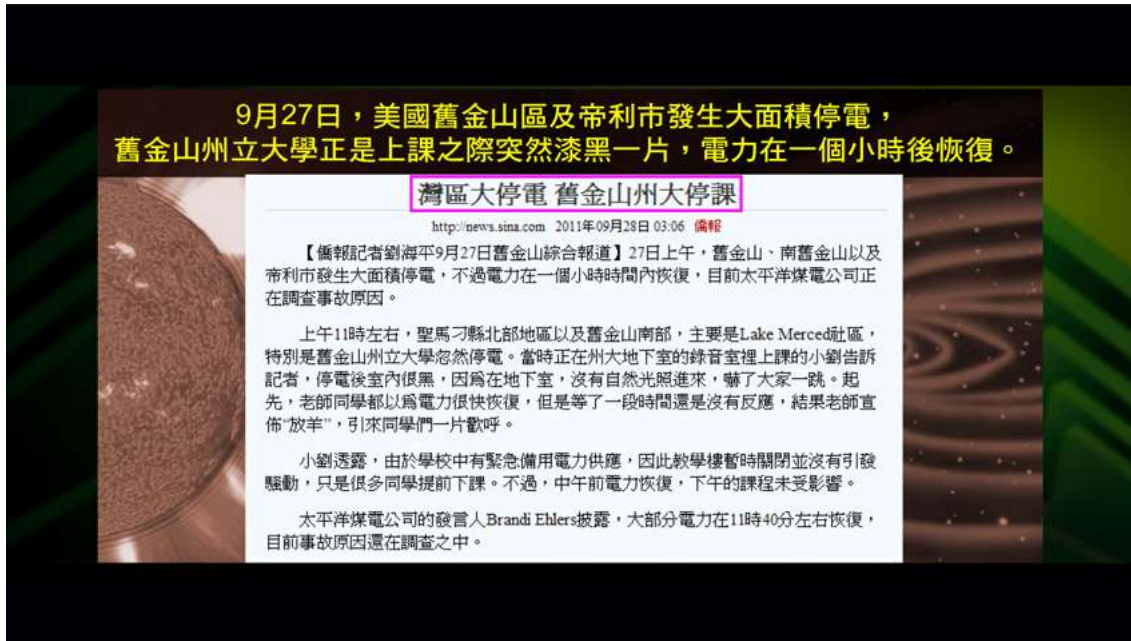 9月27日，美國舊金山區及帝利市發生大面積停電，
舊金山州立大學正是上課之際突然漆黑一片，電力在一個小時後恢復。
灣區大停電 舊金山州大停課
http://news.sina.com 2011年09月28日 03:06 僑報
【僑報記者劉海平9月27日舊金山綜合報道】27日上午，舊金山、南舊金山以及
帝利市發生大面積停電，不過電力在一個小時時間內恢復，目前太平洋煤電公司正
在調查事故原因。
上午11時左右，聖馬刁縣北部地區以及舊金山南部，主要是Lake Merced社區，
特別是舊金山州立大學忽然停電。當時正在州大地下室的錄音室裡上課的小劉告訴
記者，停電後室內很黑，因爲在地下室，沒有自然光照進來，嚇了大家一跳。起
先，老師同學都以爲電力很快恢復，但是等了一段時間還是沒有反應，結果老師宣
佈“放羊”，引來同學們一片歡呼。
小劉透露，由於學校中有緊急備用電力供應，因此教學樓暫時關閉並沒有引發
騷動，只是很多同學提前下課。不過，中午前電力恢復，下午的課程未受影響。
太平洋煤電公司的發言人Brandi Ehlers披露，大部分電力在11時40分左右恢復，
目前事故原因還在調查之中。